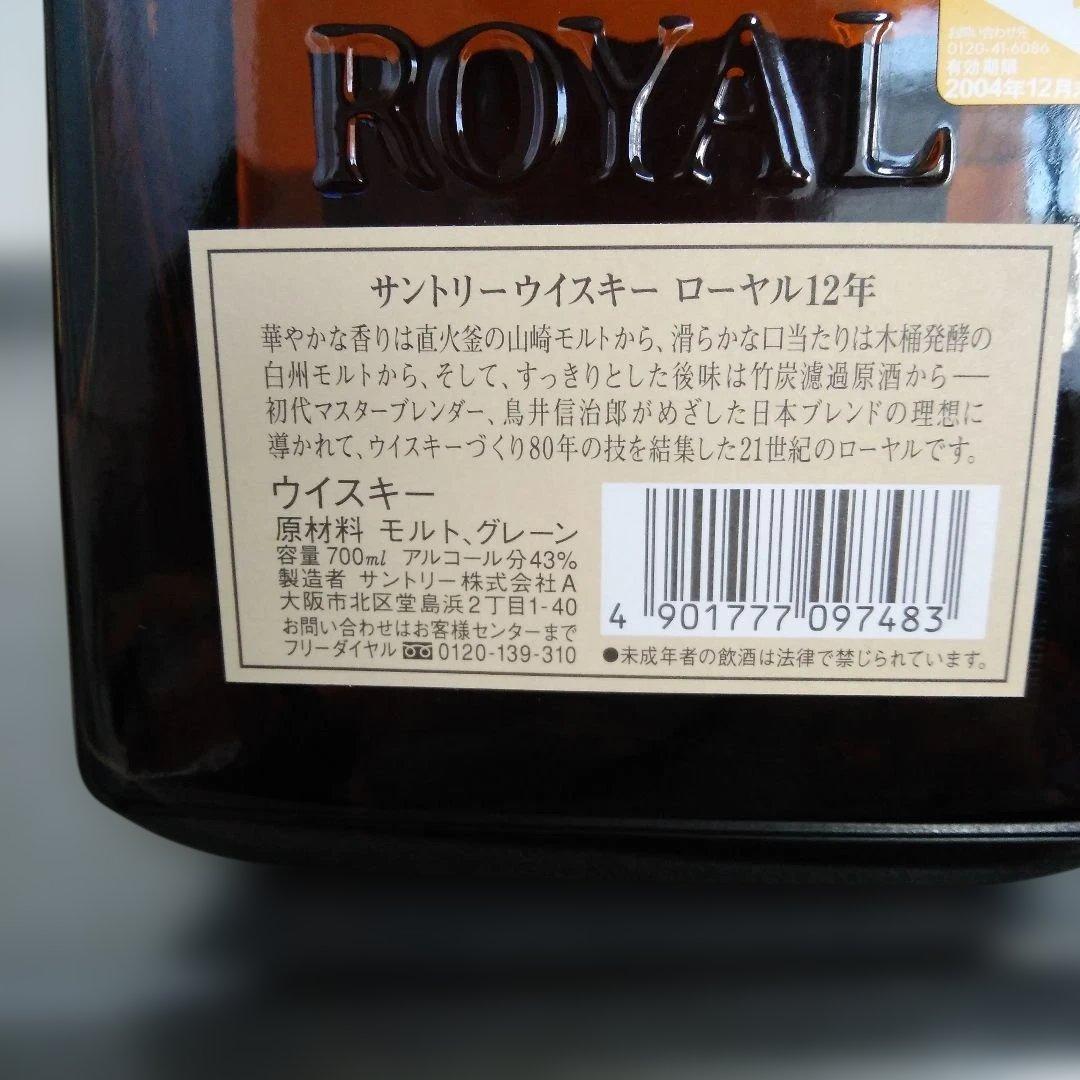 ROYAL
お問い合わせ先
0120-41-6086
有効期限
2004年12月
サントリーウイスキー ローヤル12年
華やかな香りは直火釜の山崎モルトから、滑らかな口当たりは木桶発酵の
白州モルトから、そして、すっきりとした後味は竹炭濾過原酒から──
初代マスターブレンダー、鳥井信治郎がめざした日本ブレンドの理想に
導かれて、ウイスキーづくり80年の技を結集した21世紀のローヤルです。
ウイスキー
原材料 モルト、グレーン
容量 700ml アルコール分43%
製造者 サントリー株式会社A
大阪市北区堂島浜2丁目1-40
お問い合わせはお客様センターまで
フリーダイヤル 0120-139-310
4 901777 097483
●未成年者の飲酒は法律で禁じられています。